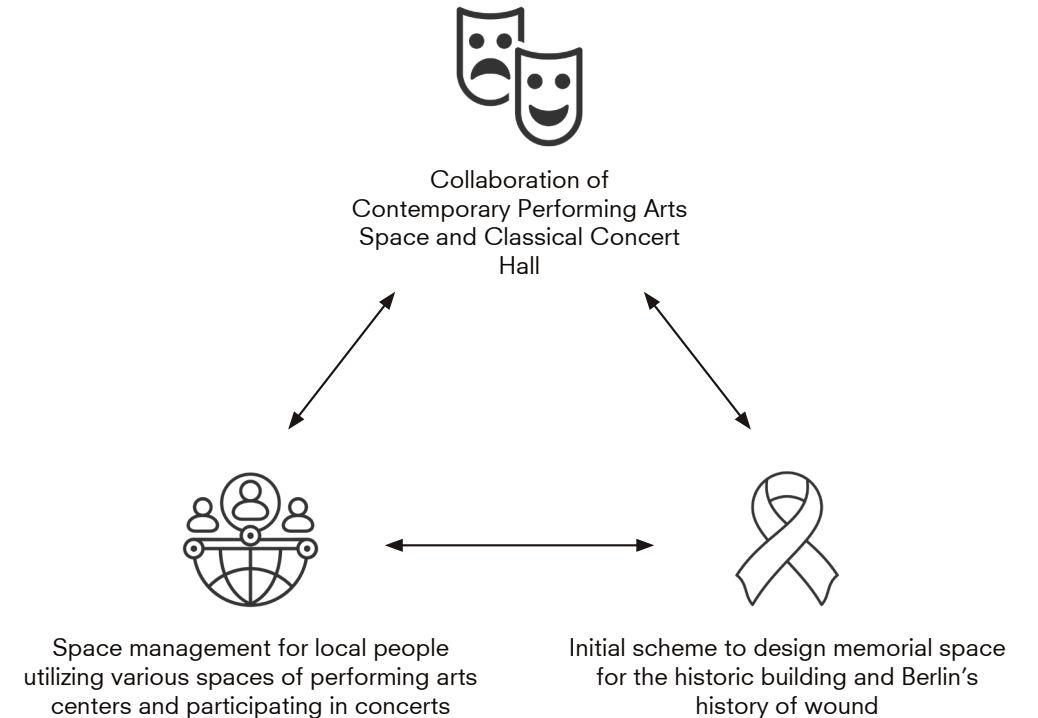 Collaboration of
Contemporary Performing Arts
Space and Classical Concert
Hall
Space management for local people
utilizing various spaces of performing arts
centers and participating in concerts
Initial scheme to design memorial space
for the historic building and Berlin’s
history of wound